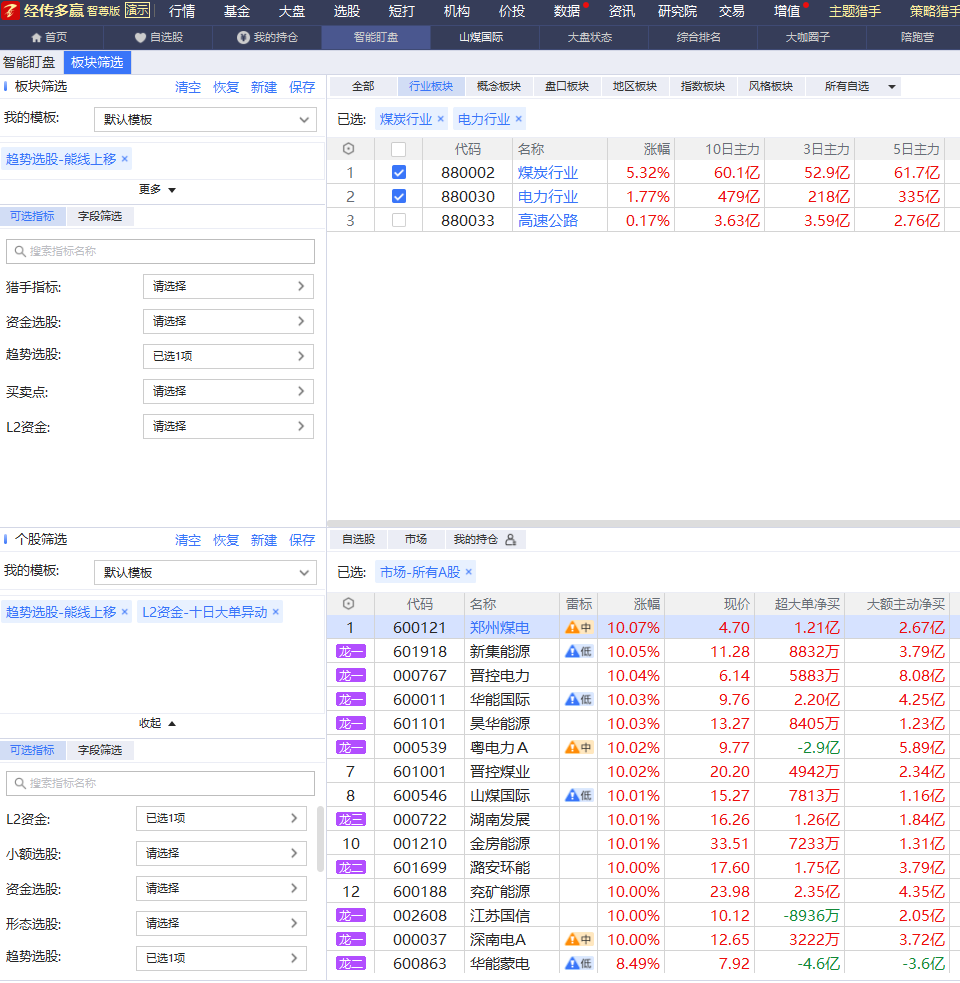 经传多赢 智尊版 演示 行情 基金 大盘 选股 短打 机构 价投 数据 资讯 研究院 交易 增值 主题猎手 策略猎手
首页 自选股 我的持仓 智能盯盘 山煤国际 大盘状态 综合排名 大咖圈子 陪跑营
智能盯盘 板块筛选
板块筛选 清空 恢复 新建 保存
我的模板: 默认模板
趋势选股-熊线上移 ×
更多
可选指标 字段筛选
搜索指标名称
猎手指标: 请选择
资金选股: 请选择
趋势选股: 已选1项
买卖点: 请选择
L2资金: 请选择
全部 行业板块 概念板块 盘口板块 地区板块 指数板块 风格板块 所有自选
已选: 煤炭行业 × 电力行业 ×
代码 名称 涨幅 10日主力 3日主力 5日主力
1 880002 煤炭行业 5.32% 60.1亿 52.9亿 61.7亿
2 880030 电力行业 1.77% 479亿 218亿 335亿
3 880033 高速公路 0.17% 3.63亿 3.59亿 2.76亿
个股筛选 清空 恢复 新建 保存
我的模板: 默认模板
趋势选股-熊线上移 × L2资金-十日大单异动 ×
收起
可选指标 字段筛选
搜索指标名称
L2资金: 已选1项
小额选股: 请选择
资金选股: 请选择
形态选股: 请选择
趋势选股: 已选1项
自选股 市场 我的持仓
已选: 市场-所有A股 ×
代码 名称 雷标 涨幅 现价 超大单净买 大额主动净买
1 600121 郑州煤电 中 10.07% 4.70 1.21亿 2.67亿
龙一 601918 新集能源 低 10.05% 11.28 8832万 3.79亿
龙一 000767 晋控电力 10.04% 6.14 5883万 8.08亿
龙一 600011 华能国际 低 10.03% 9.76 2.20亿 4.25亿
龙一 601101 昊华能源 10.03% 13.27 8405万 1.23亿
龙一 000539 粤电力A 中 10.02% 9.77 -2.9亿 5.89亿
7 601001 晋控煤业 10.02% 20.20 4942万 2.34亿
8 600546 山煤国际 低 10.01% 15.27 7813万 1.16亿
龙三 000722 湖南发展 10.01% 16.26 1.26亿 1.84亿
10 001210 金房能源 10.01% 33.51 7233万 1.31亿
龙二 601699 潞安环能 10.00% 17.60 1.75亿 3.79亿
12 600188 兖矿能源 10.00% 23.98 2.35亿 4.35亿
龙一 002608 江苏国信 10.00% 10.12 -8936万 2.05亿
龙一 000037 深南电A 中 10.00% 12.65 3222万 3.72亿
龙二 600863 华能蒙电 低 8.49% 7.92 -4.6亿 -3.6亿